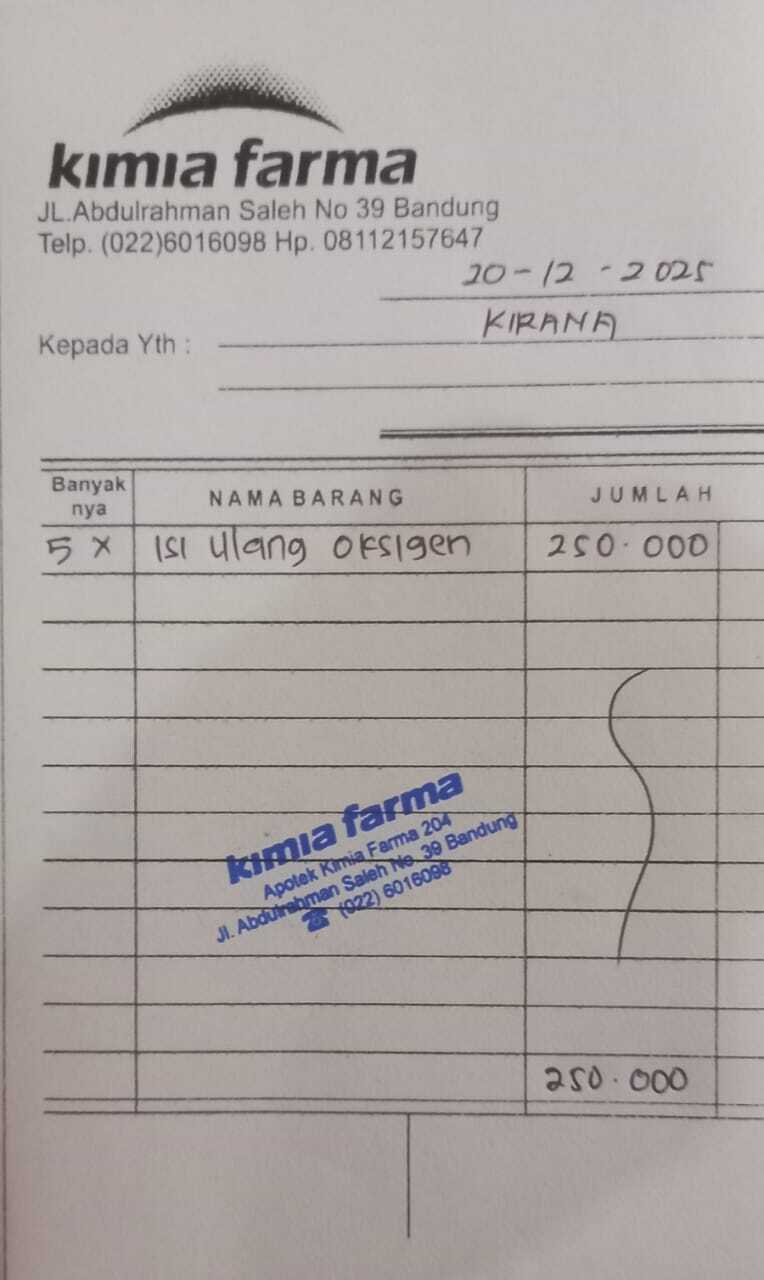 kimia farma
JL.Abdulrahman Saleh No 39 Bandung
Telp. (022)6016098 Hp. 08112157647
20-12-2025
Kepada Yth : KIRANA
Banyak nya NAMA BARANG JUMLAH
5 X Isi ulang oksigen 250.000
kimia farma
Apotek Kimia Farma 204
Jl. Abdulrahman Saleh No. 39 Bandung
☎ (022) 6016098
250.000